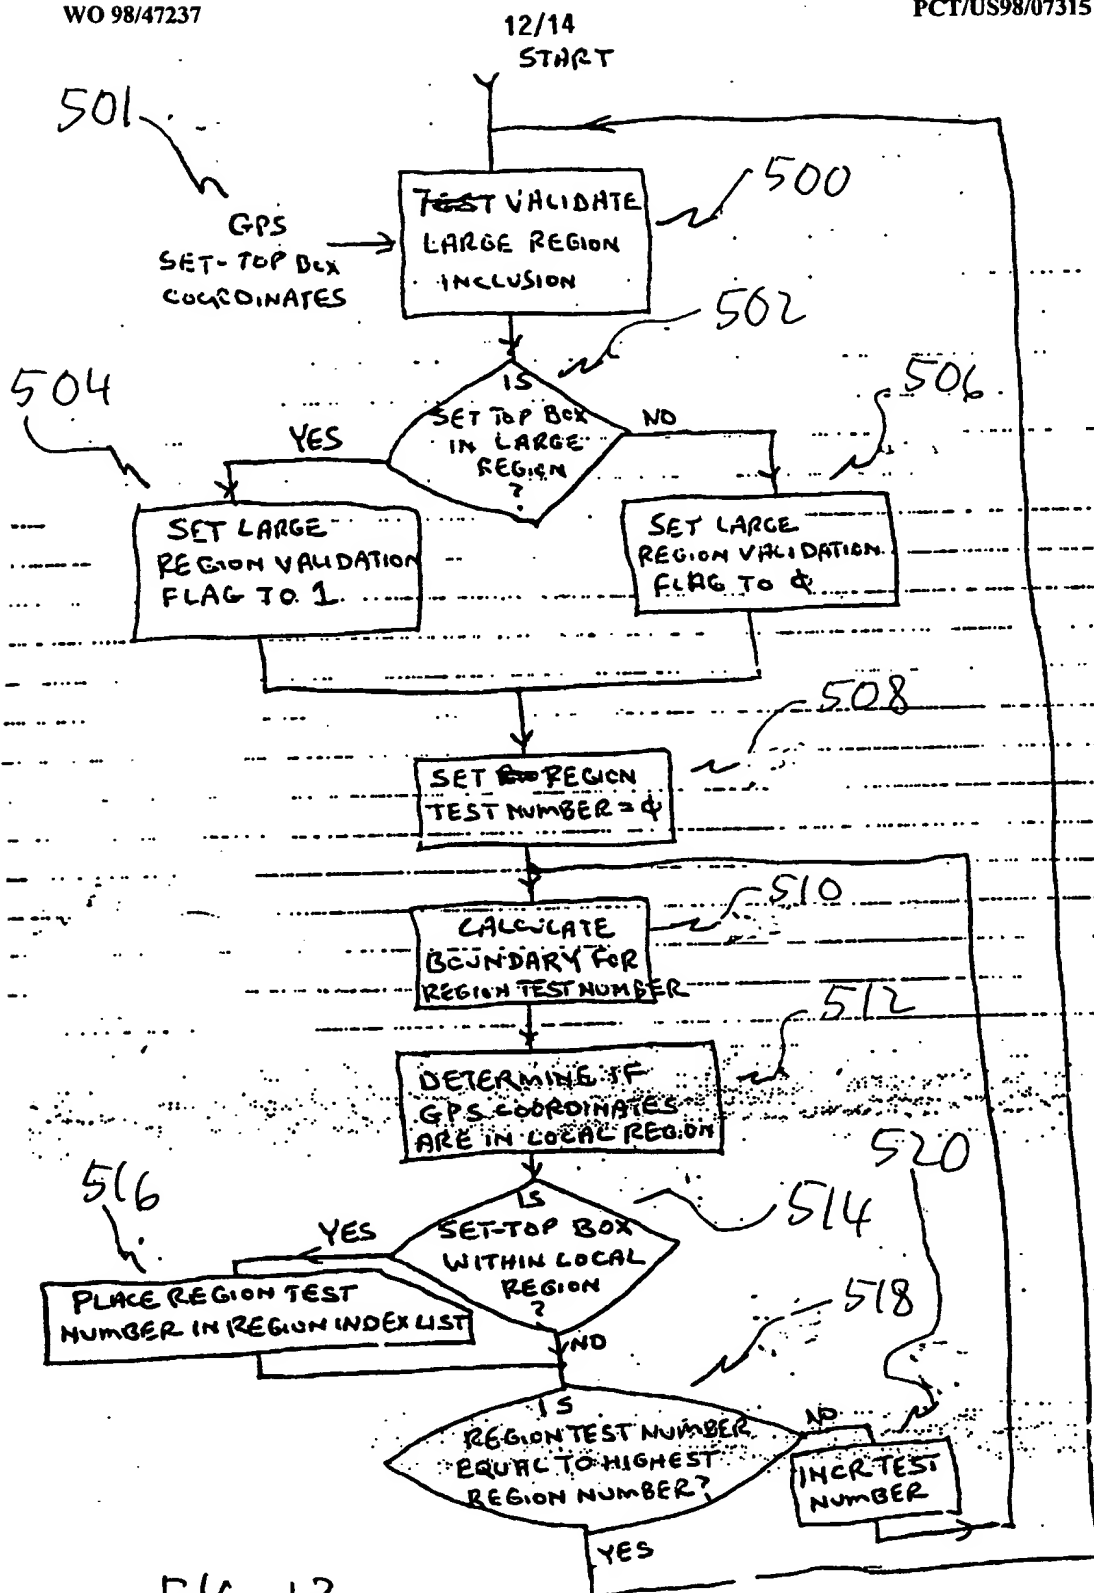 WO 98/47237
PCT/US98/07315
12/14
START
501
500
TEST VALIDATE
LARGE REGION
INCLUSION
GPS
SET-TOP BOX
COORDINATES
502
504
506
IS
SET TOP BOX
IN LARGE
REGION
?
YES
NO
SET LARGE
REGION VALIDATION
FLAG TO 1
SET LARGE
REGION VALIDATION
FLAG TO φ
508
SET REGION
TEST NUMBER = φ
510
CALCULATE
BOUNDARY FOR
REGION TEST NUMBER
512
DETERMINE IF
GPS COORDINATES
ARE IN LOCAL REGION
520
516
514
IS
SET-TOP BOX
WITHIN LOCAL
REGION
?
YES
NO
PLACE REGION TEST
NUMBER IN REGION INDEX LIST
518
IS
REGION TEST NUMBER
EQUAL TO HIGHEST
REGION NUMBER?
NO
INCR TEST
NUMBER
YES